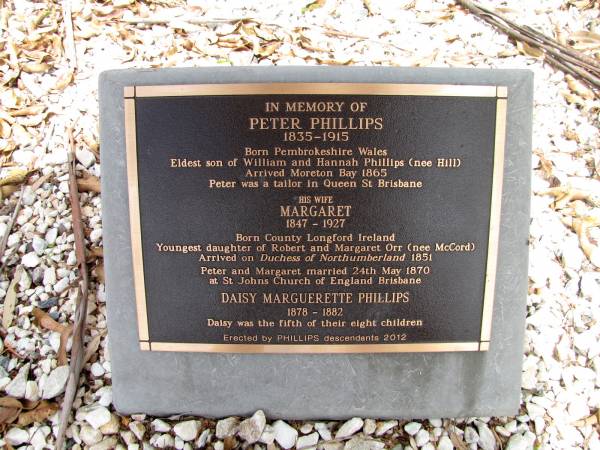 IN MEMORY OF
PETER PHILLIPS
1835-1915
Born Pembrokeshire Wales
Eldest son of William and Hannah Phillips (nee Hill)
Arrived Moreton Bay 1865
Peter was a tailor in Queen St Brisbane
HIS WIFE
MARGARET
1847 - 1927
Born County Longford Ireland
Youngest daughter of Robert and Margaret Orr (nee McCord)
Arrived on Duchess of Northumberland 1851
Peter and Margaret married 24th May 1870
at St Johns Church of England Brisbane
DAISY MARGUERETTE PHILLIPS
1878 - 1882
Daisy was the fifth of their eight children
Erected by PHILLIPS descendants 2012